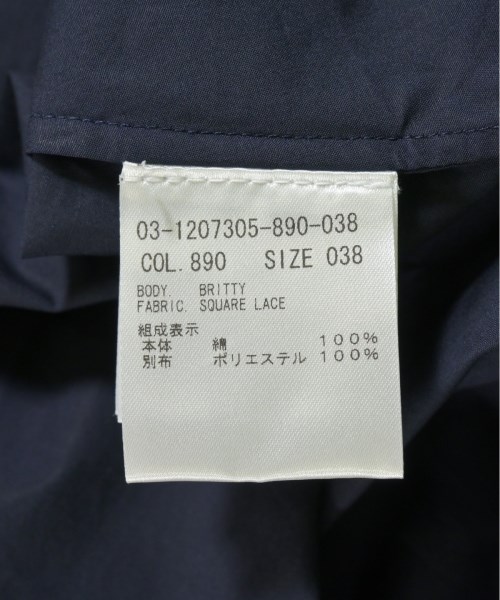 03-1207305-890-038
COL. 890 SIZE 038
BODY. BRITTY
FABRIC. SQUARE LACE
組成表示
本体 綿 100%
別布 ポリエステル 100%